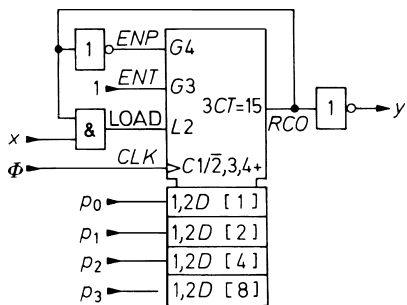 1 ENP G4
1 ENT G3
3CT=15 RCO 1 y
& LOAD L2
x
Φ CLK C1/2̅,3,4+
p0 1,2D [1]
p1 1,2D [2]
p2 1,2D [4]
p3 1,2D [8]